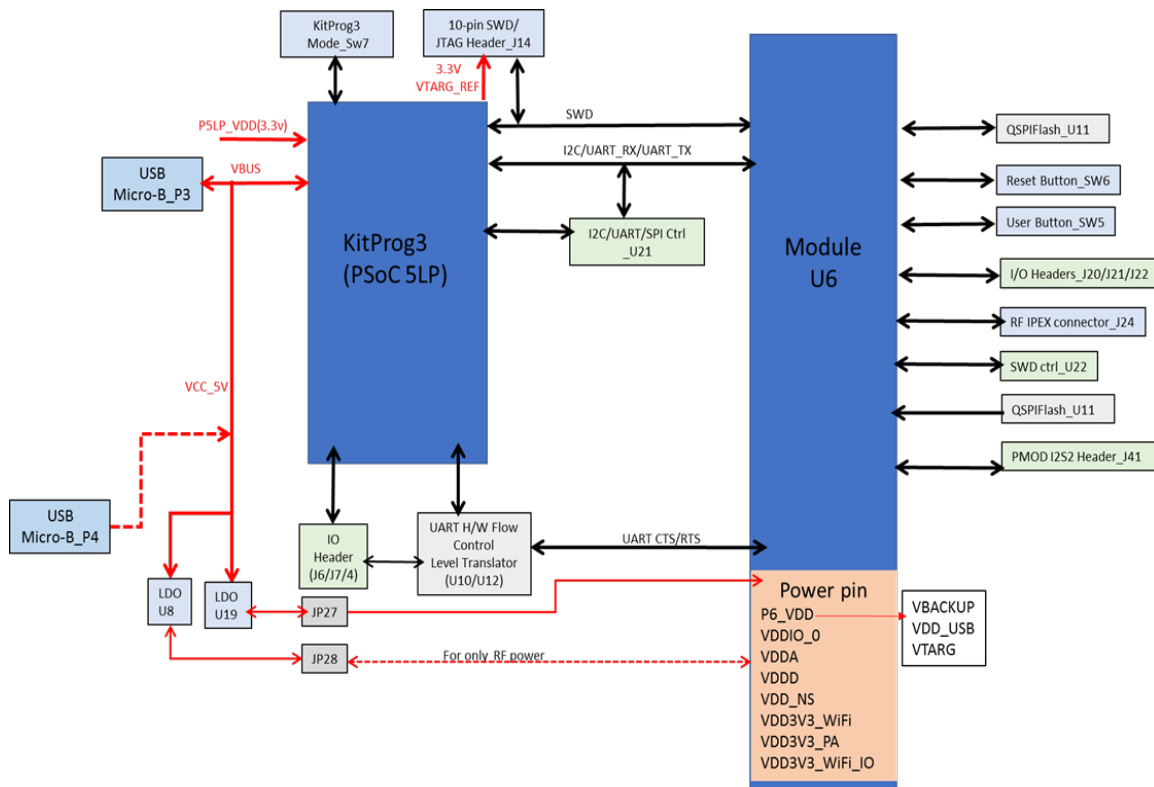 KitProg3
Mode_Sw7
10-pin SWD/
JTAG Header_J14
3.3V
VTARG_REF
P5LP_VDD(3.3v)
SWD
QSPIFlash_U11
I2C/UART_RX/UART_TX
USB
Micro-B_P3
VBUS
Reset Button_SW6
User Button_SW5
KitProg3
(PSoC 5LP)
I2C/UART/SPI Ctrl
_U21
Module
U6
I/O Headers_J20/J21/J22
RF IPEX connector_J24
SWD ctrl_U22
VCC_5V
QSPIFlash_U11
PMOD I2S2 Header_J41
USB
Micro-B_P4
IO
Header
(J6/J7/4)
UART H/W Flow
Control
Level Translator
(U10/U12)
UART CTS/RTS
LDO
U8
LDO
U19
JP27
JP28
For only RF power
Power pin
P6_VDD
VDDIO_0
VDDA
VDDD
VDD_NS
VDD3V3_WiFi
VDD3V3_PA
VDD3V3_WiFi_IO
VBACKUP
VDD_USB
VTARG